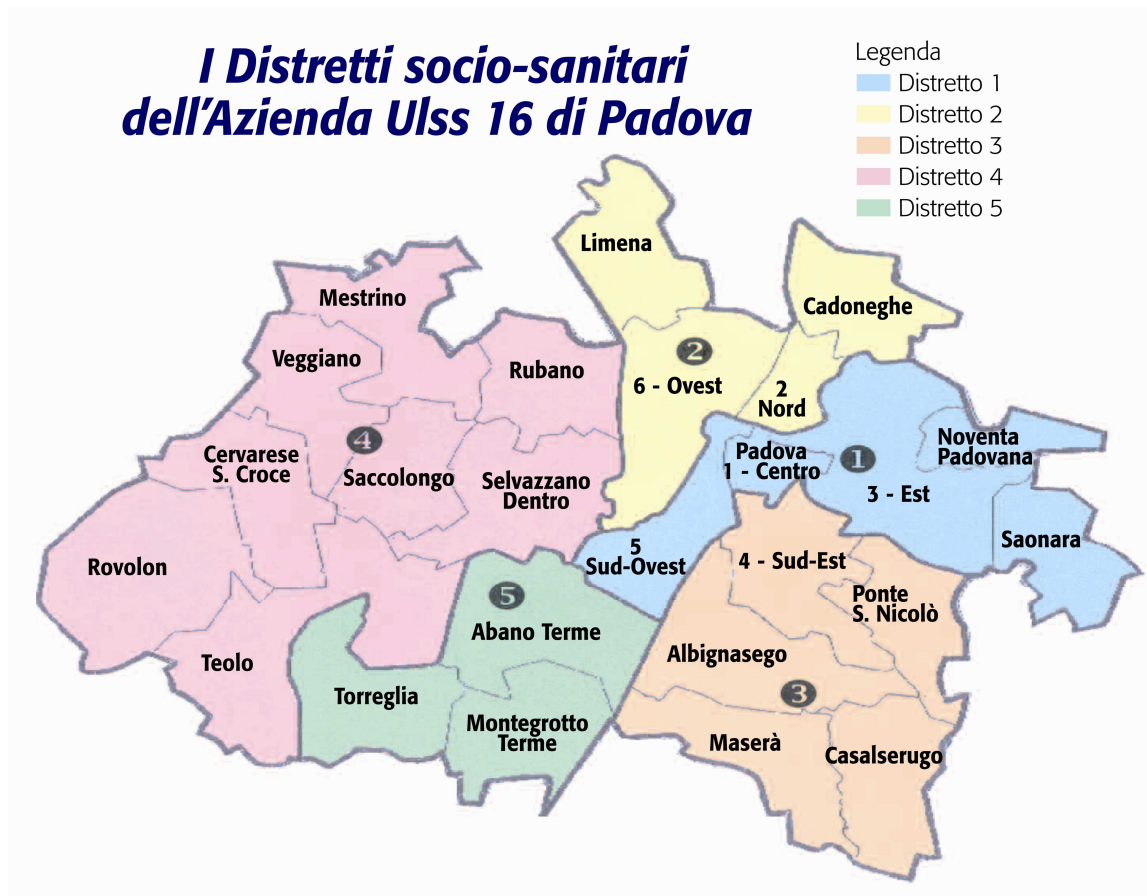 I Distretti socio-sanitari
dell'Azienda Ulss 16 di Padova
Legenda
Distretto 1
Distretto 2
Distretto 3
Distretto 4
Distretto 5
Limena
Mestrino
Cadoneghe
Veggiano
Rubano
2
6 - Ovest
2
Nord
4
Cervarese
S. Croce
Saccolongo
Selvazzano
Dentro
Padova
1 - Centro
1
3 - Est
Noventa
Padovana
Saonara
Rovolon
5
Sud-Ovest
4 - Sud-Est
Ponte
S. Nicolò
5
Abano Terme
Teolo
Albignasego
Torreglia
3
Montegrotto
Terme
Maserà
Casalserugo